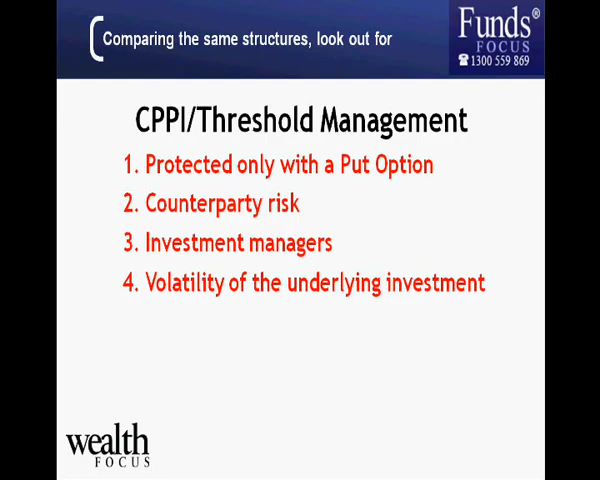 Comparing the same structures, look out for
Funds®
FOCUS
☎ 1300 559 869
CPPI/Threshold Management
1. Protected only with a Put Option
2. Counterparty risk
3. Investment managers
4. Volatility of the underlying investment
wealth
FOCUS